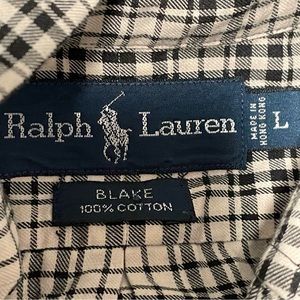 Ralph Lauren
MADE IN
HONG KONG
L
BLAKE
100% COTTON